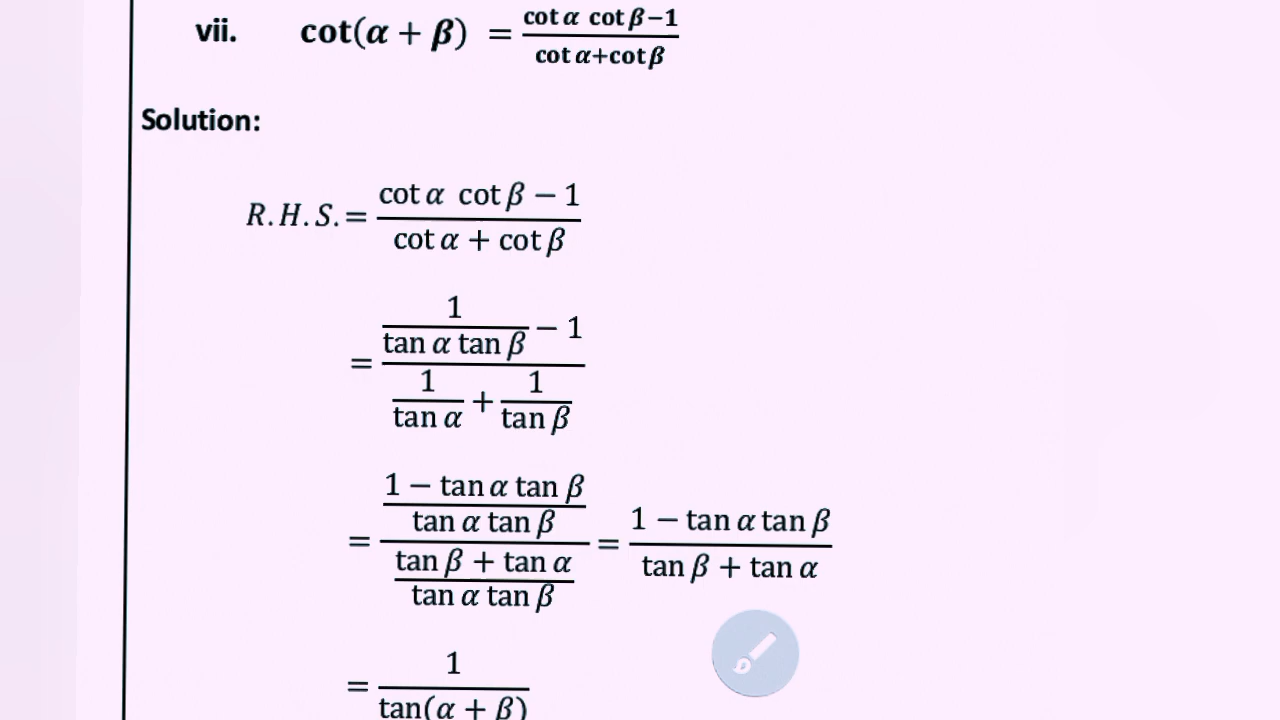 vii. cot(α + β) = (cot α cot β−1)/(cot α+cot β)
Solution:
R.H.S.= (cot α cot β − 1)/(cot α + cot β)
= (1/(tan α tan β) − 1)/(1/(tan α) + 1/(tan β))
= ((1 − tan α tan β)/(tan α tan β))/((tan β + tan α)/(tan α tan β)) = (1 − tan α tan β)/(tan β + tan α)
= 1/(tan(α + β))